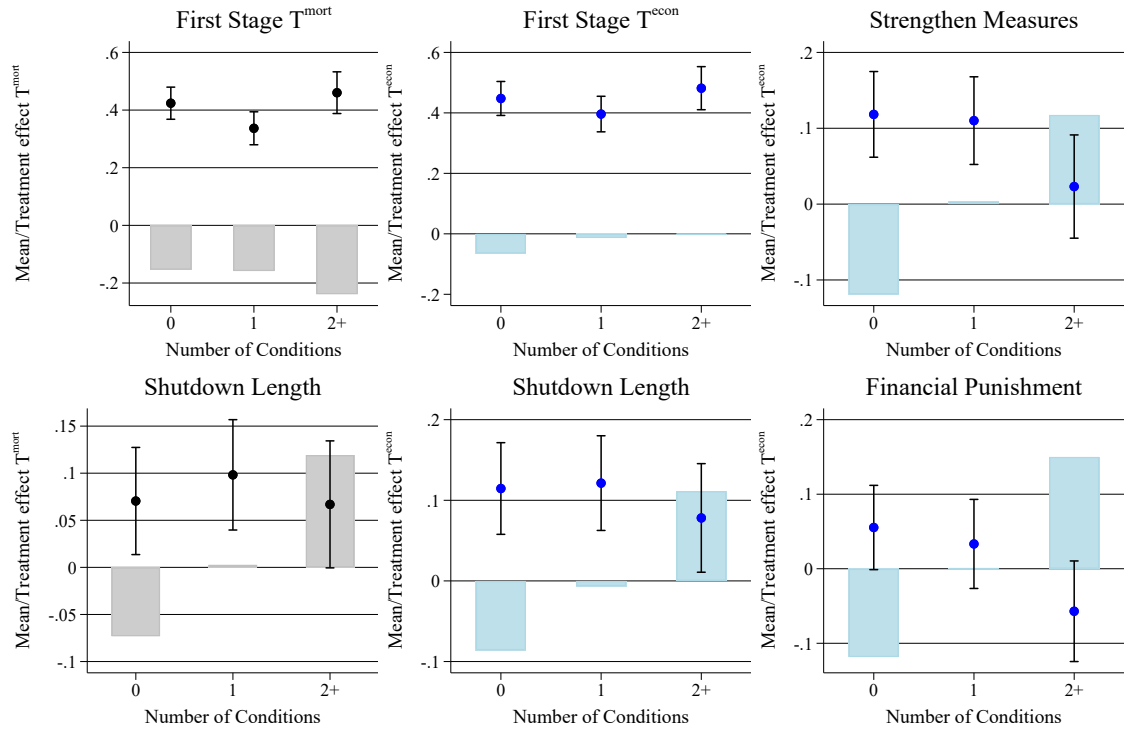 First Stage T^mort
Mean/Treatment effect T^mort
.6
.4
.2
0
-.2
0 1 2+
Number of Conditions
First Stage T^econ
Mean/Treatment effect T^econ
.6
.4
.2
0
-.2
0 1 2+
Number of Conditions
Strengthen Measures
Mean/Treatment effect T^econ
.2
.1
0
-.1
0 1 2+
Number of Conditions
Shutdown Length
Mean/Treatment effect T^mort
.15
.1
.05
0
-.05
-.1
0 1 2+
Number of Conditions
Shutdown Length
Mean/Treatment effect T^econ
.2
.1
0
-.1
0 1 2+
Number of Conditions
Financial Punishment
Mean/Treatment effect T^econ
.2
.1
0
-.1
0 1 2+
Number of Conditions